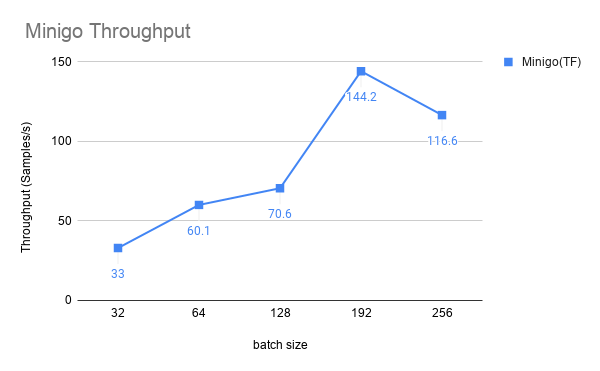 Minigo Throughput
Minigo(TF)
Throughput (Samples/s)
150
100
50
0
33
60.1
70.6
144.2
116.6
32 64 128 192 256
batch size